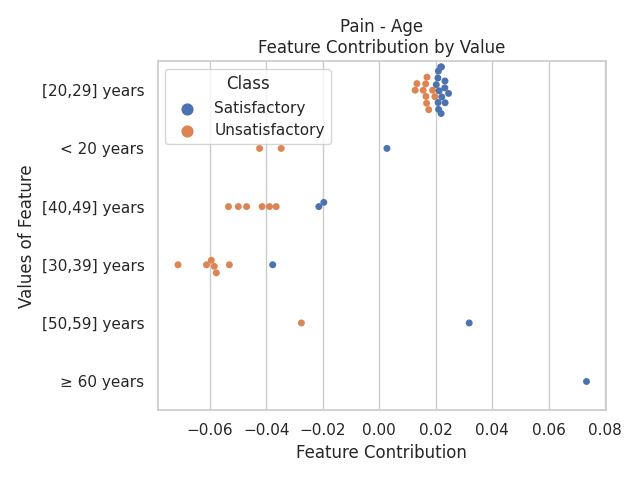 Pain - Age
Feature Contribution by Value
Class
Satisfactory
Unsatisfactory
Values of Feature
[20,29] years
< 20 years
[40,49] years
[30,39] years
[50,59] years
≥ 60 years
−0.06 −0.04 −0.02 0.00 0.02 0.04 0.06 0.08
Feature Contribution